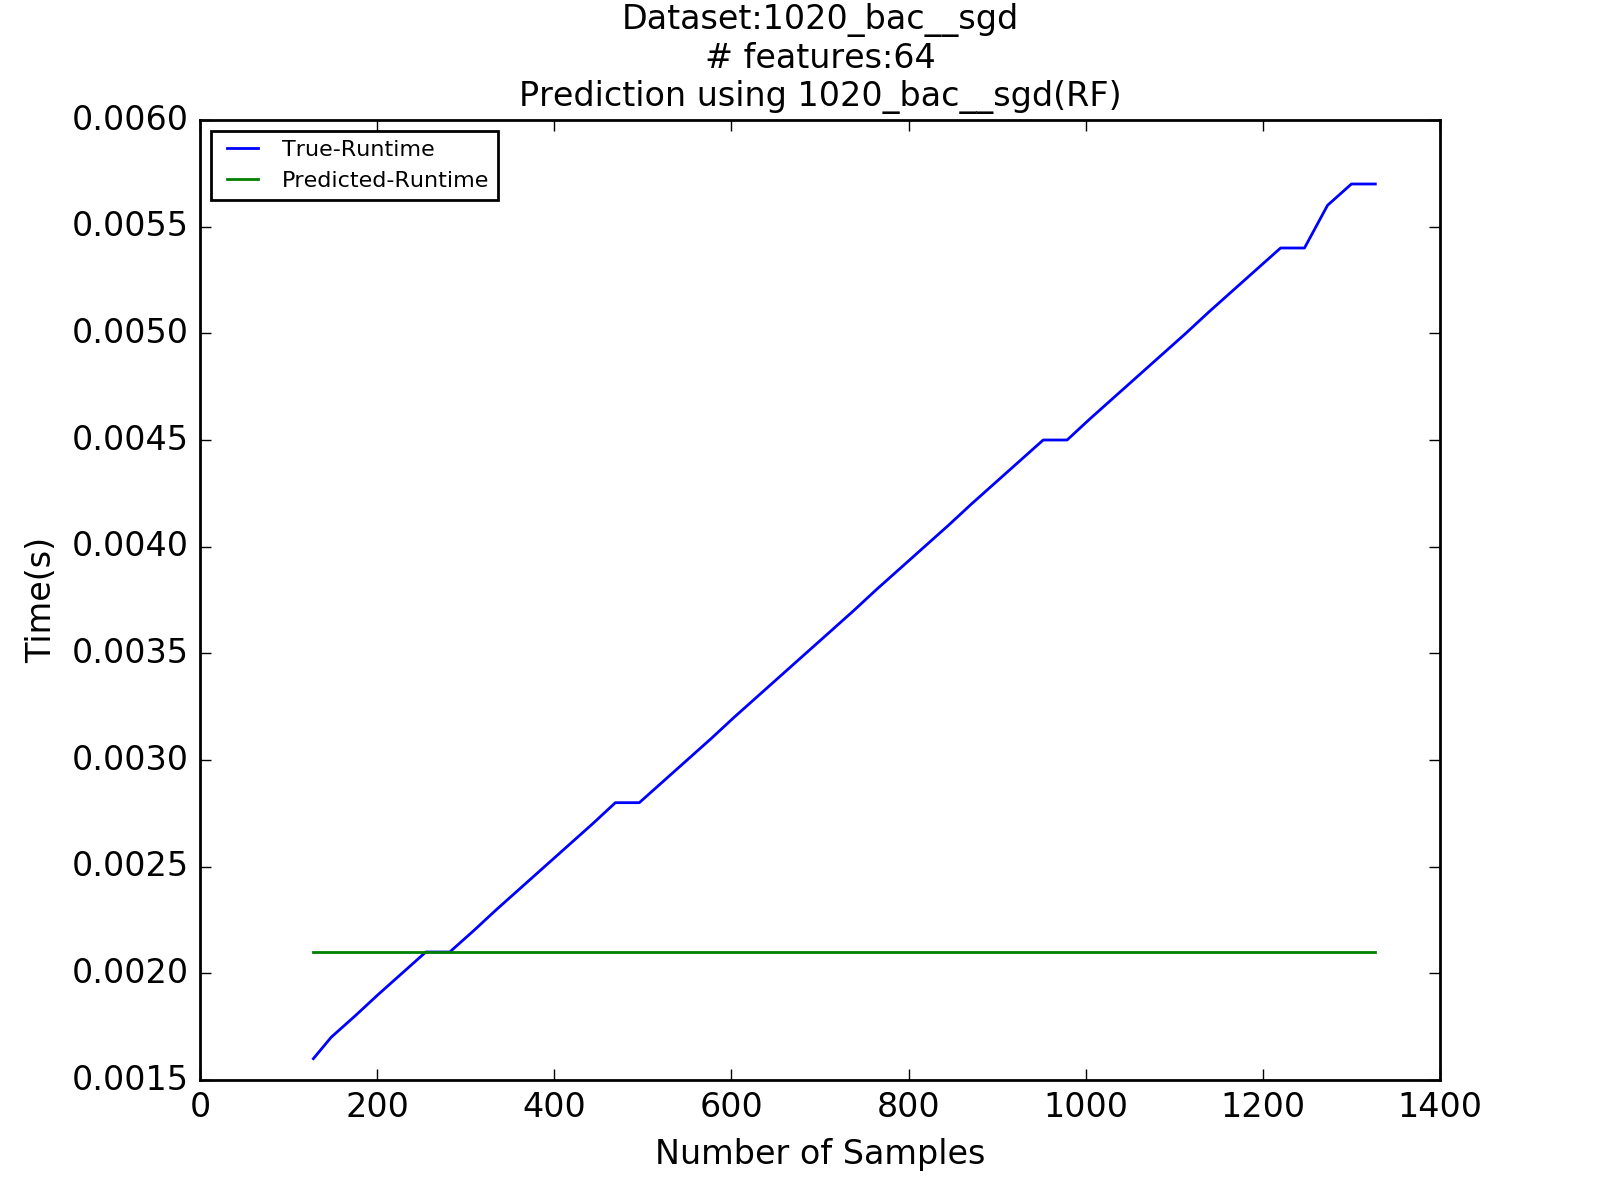 Dataset:1020_bac__sgd
# features:64
Prediction using 1020_bac__sgd(RF)
True-Runtime
Predicted-Runtime
0.0060
0.0055
0.0050
0.0045
0.0040
0.0035
0.0030
0.0025
0.0020
0.0015
Time(s)
0 200 400 600 800 1000 1200 1400
Number of Samples